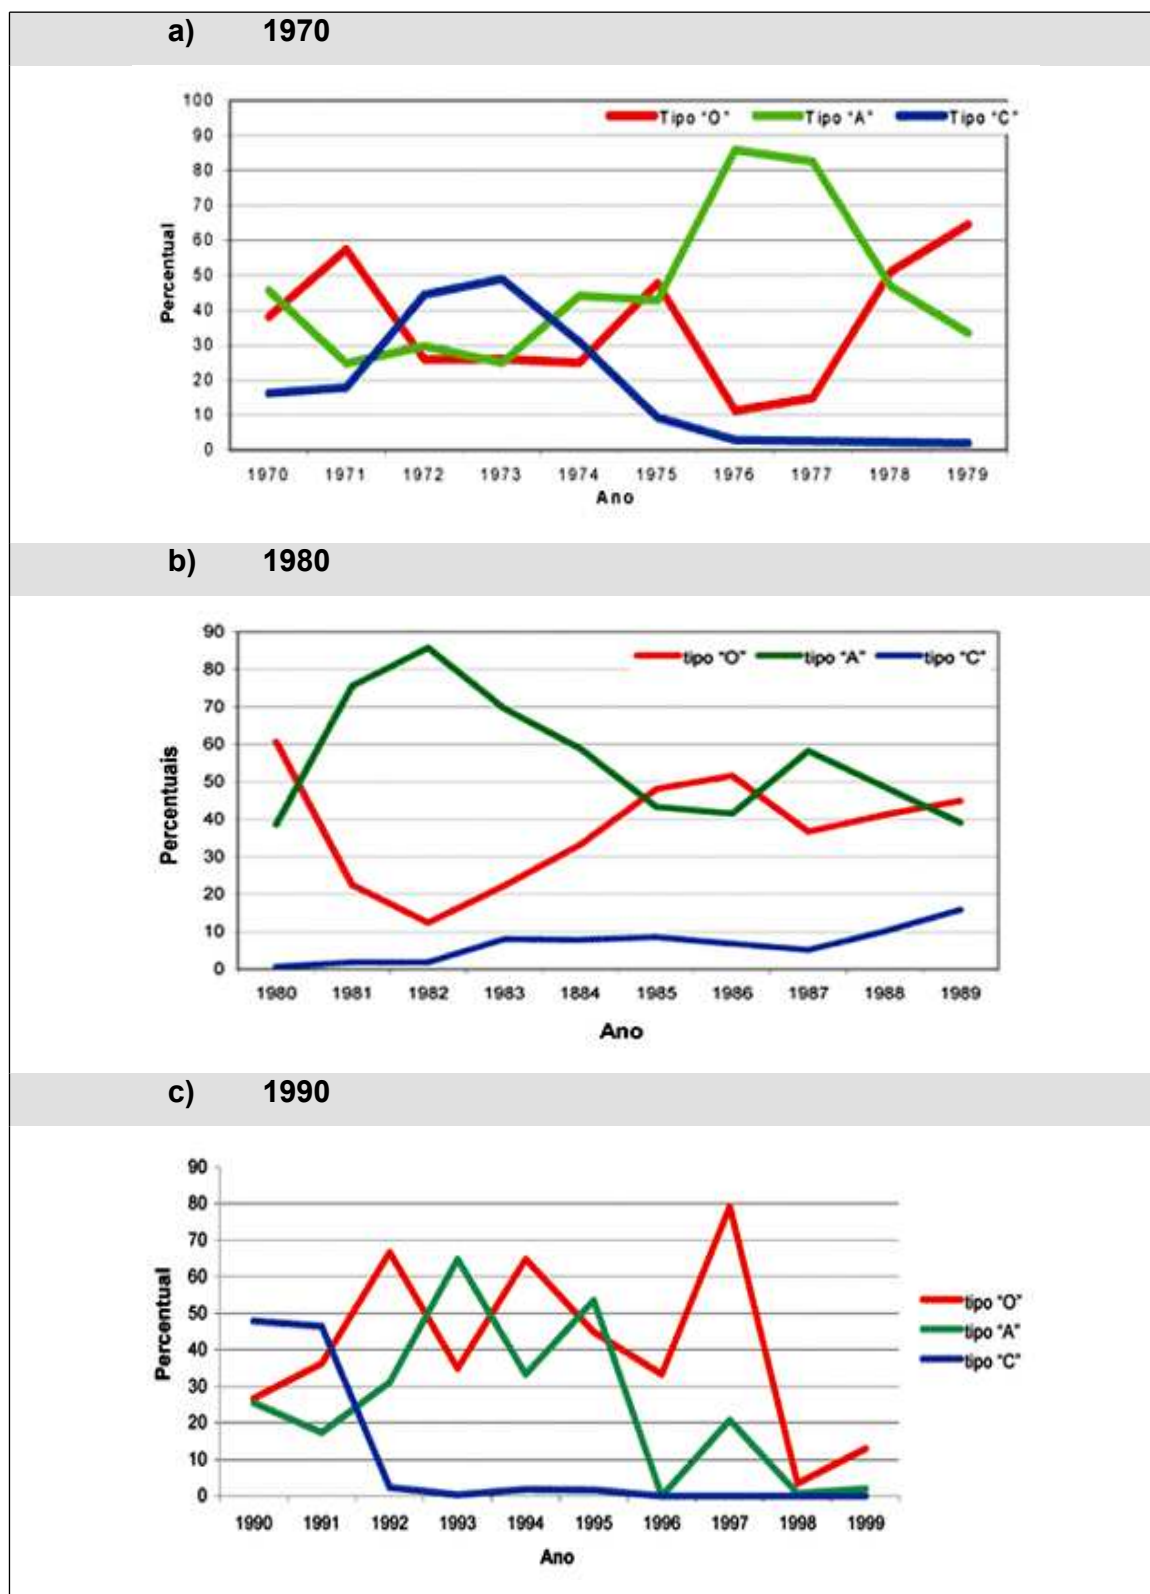 a) 1970
Tipo "O" Tipo "A" Tipo "C"
100
90
80
70
60
50
40
30
20
10
0
Percentual
1970 1971 1972 1973 1974 1975 1976 1977 1978 1979
Ano
b) 1980
tipo "O" tipo "A" tipo "C"
90
80
70
60
50
40
30
20
10
0
Percentuais
1980 1981 1982 1983 1884 1985 1986 1987 1988 1989
Ano
c) 1990
90
80
70
60
50
40
30
20
10
0
Percentual
tipo "O"
tipo "A"
tipo "C"
1990 1991 1992 1993 1994 1995 1996 1997 1998 1999
Ano